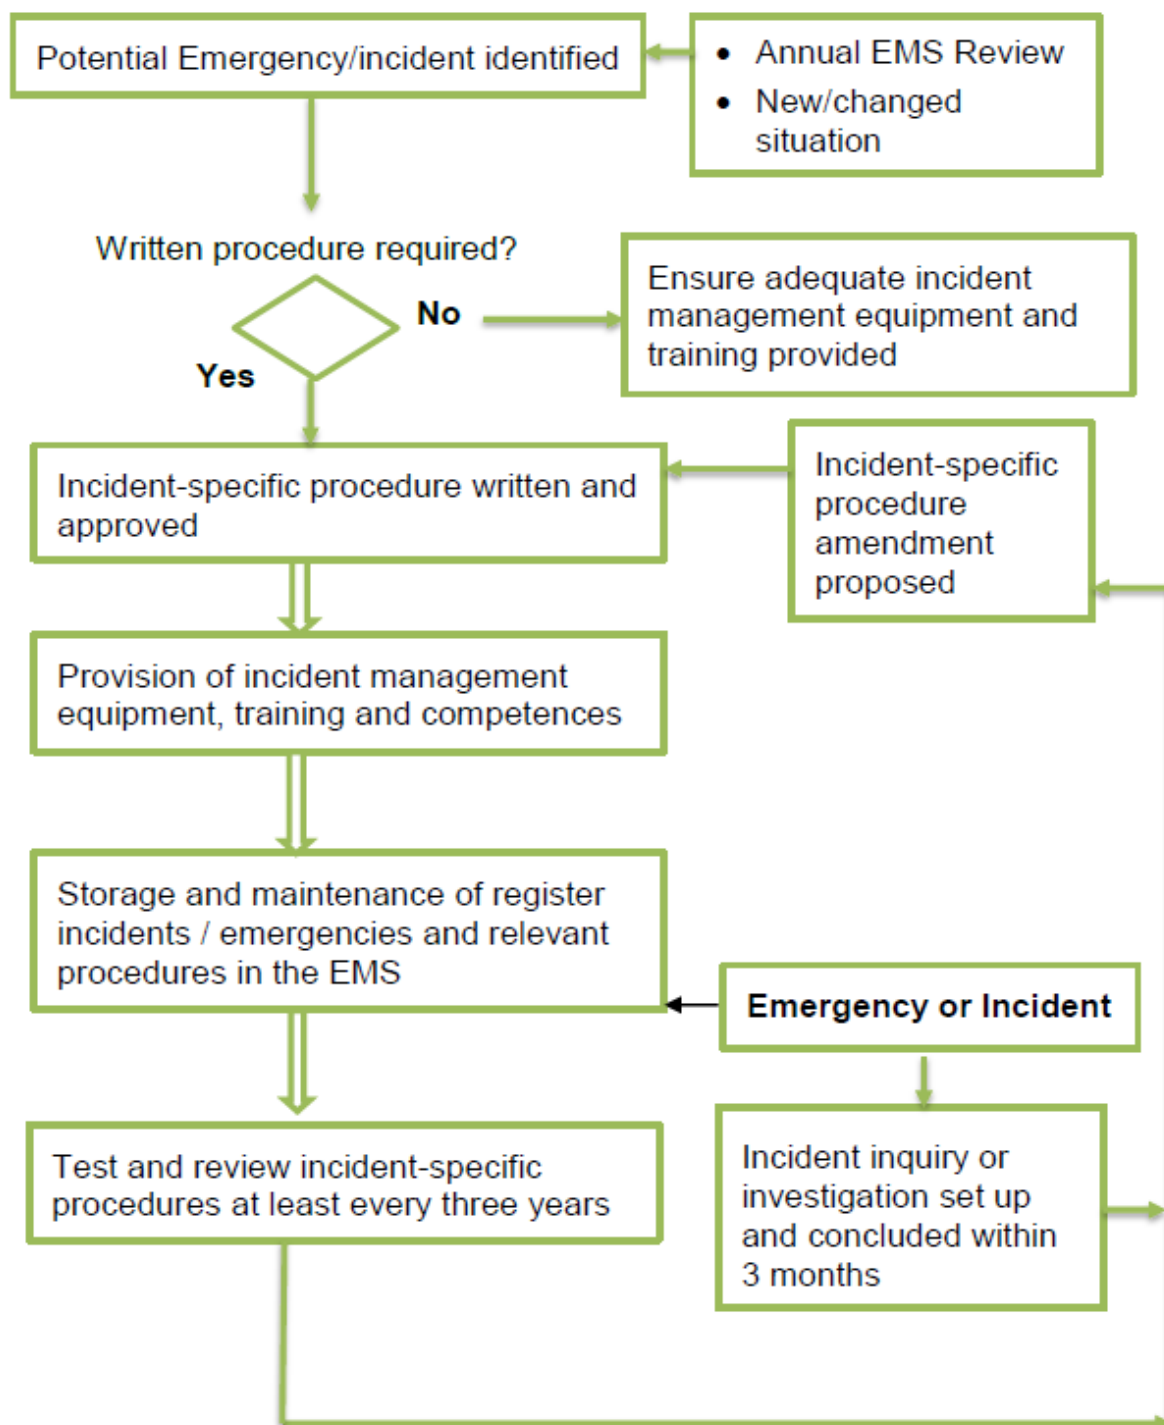 Potential Emergency/incident identified
• Annual EMS Review
• New/changed
situation
Written procedure required?
No
Yes
Ensure adequate incident
management equipment and
training provided
Incident-specific procedure written and
approved
Incident-specific
procedure
amendment
proposed
Provision of incident management
equipment, training and competences
Storage and maintenance of register
incidents / emergencies and relevant
procedures in the EMS
Emergency or Incident
Test and review incident-specific
procedures at least every three years
Incident inquiry or
investigation set up
and concluded within
3 months